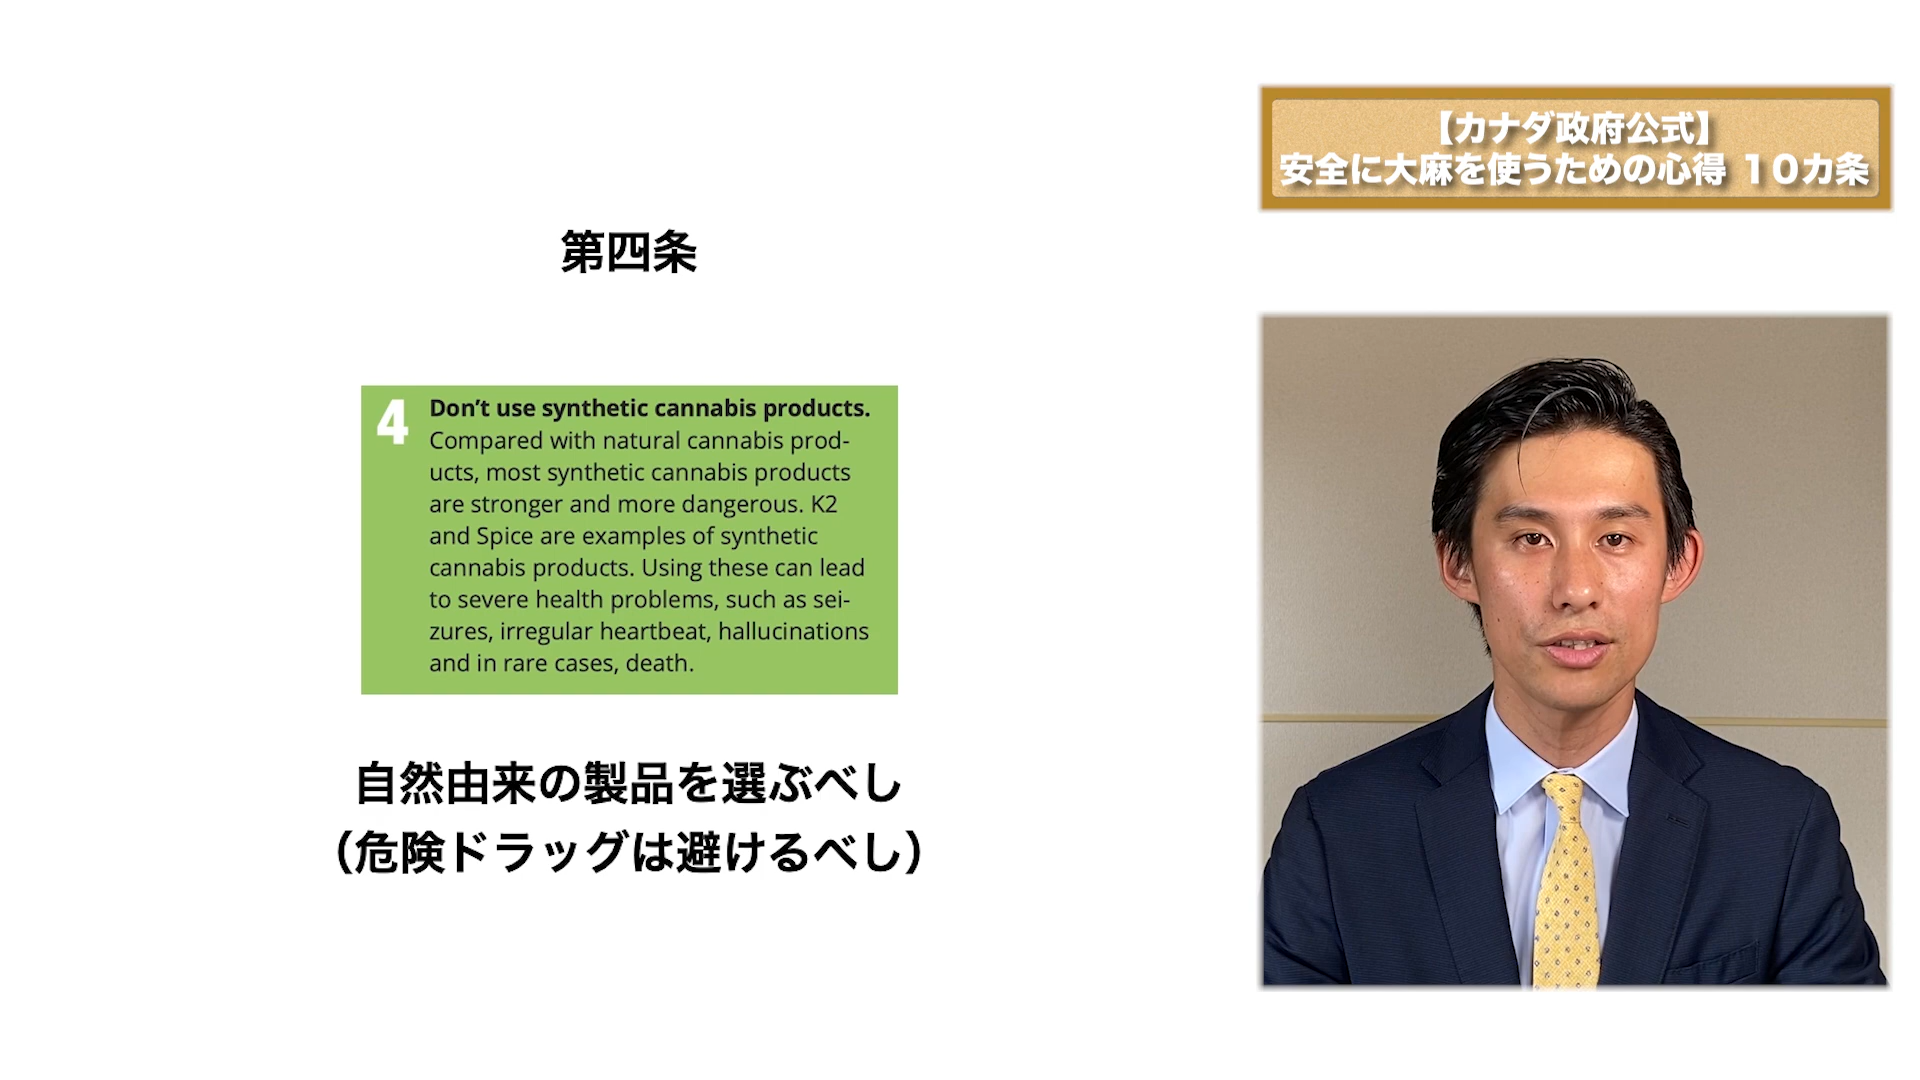 【カナダ政府公式】
安全に大麻を使うための心得 10カ条
第四条
4 Don't use synthetic cannabis products.
Compared with natural cannabis prod-
ucts, most synthetic cannabis products
are stronger and more dangerous. K2
and Spice are examples of synthetic
cannabis products. Using these can lead
to severe health problems, such as sei-
zures, irregular heartbeat, hallucinations
and in rare cases, death.
自然由来の製品を選ぶべし
（危険ドラッグは避けるべし）